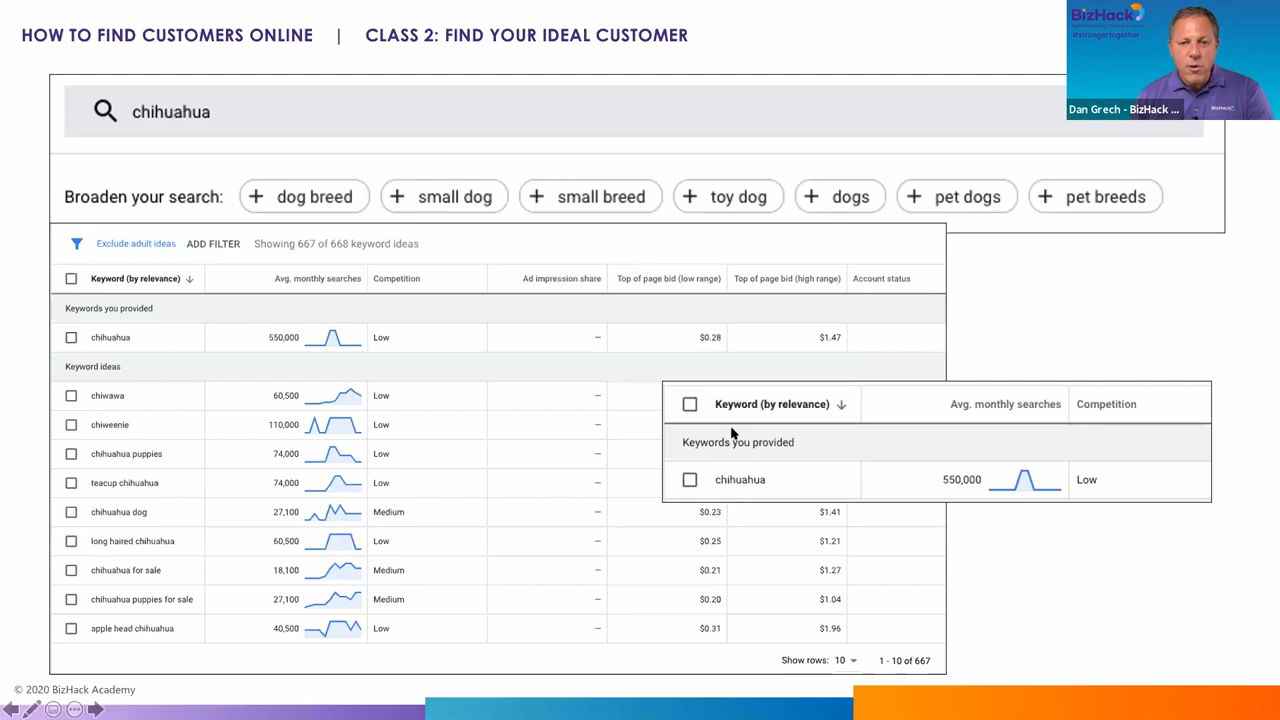 HOW TO FIND CUSTOMERS ONLINE | CLASS 2: FIND YOUR IDEAL CUSTOMER
BizHack
#strongertogether
BizHack
Dan Grech - BizHack ...
chihuahua
Broaden your search: + dog breed + small dog + small breed + toy dog + dogs + pet dogs + pet breeds
Exclude adult ideas ADD FILTER Showing 667 of 668 keyword ideas
Keyword (by relevance) ↓ Avg. monthly searches Competition Ad impression share Top of page bid (low range) Top of page bid (high range) Account status
Keywords you provided
chihuahua 550,000 Low – $0.28 $1.47
Keyword ideas
chiwawa 60,500 Low –
chiweenie 110,000 Low –
chihuahua puppies 74,000 Low –
teacup chihuahua 74,000 Low –
chihuahua dog 27,100 Medium – $0.23 $1.41
long haired chihuahua 60,500 Low – $0.25 $1.21
chihuahua for sale 18,100 Medium – $0.21 $1.27
chihuahua puppies for sale 27,100 Medium – $0.20 $1.04
apple head chihuahua 40,500 Low – $0.31 $1.96
Show rows: 10 1 - 10 of 667
Keyword (by relevance) ↓ Avg. monthly searches Competition
Keywords you provided
chihuahua 550,000 Low
© 2020 BizHack Academy